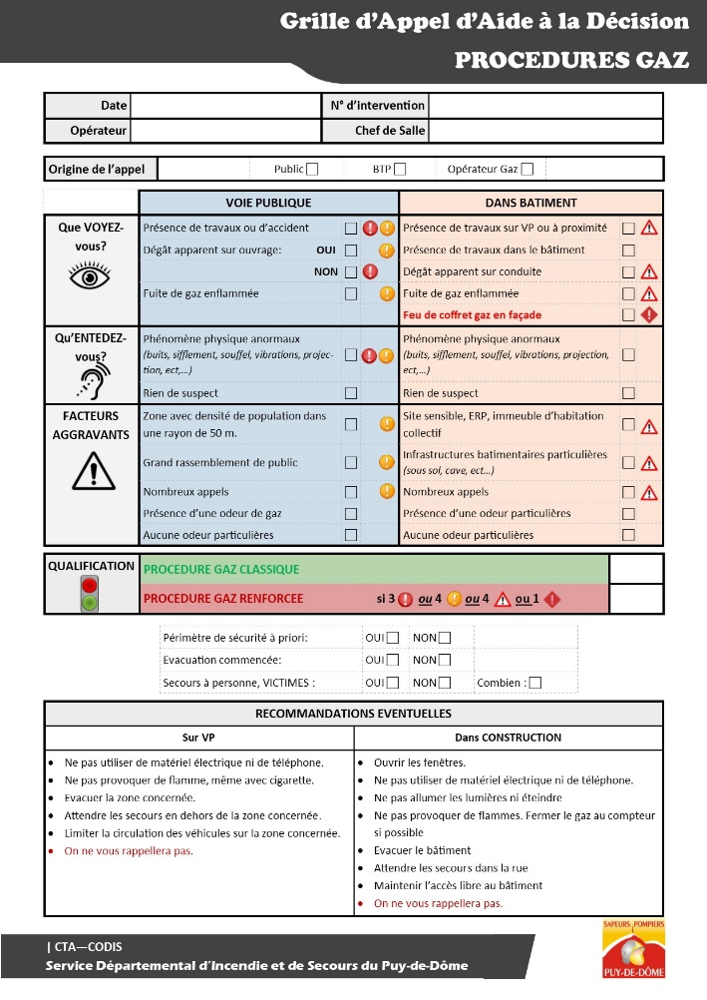 Grille d'Appel d'Aide à la Décision
PROCEDURES GAZ
Date
N° d'intervention
Opérateur
Chef de Salle
Origine de l'appel
Public
BTP
Opérateur Gaz
VOIE PUBLIQUE
DANS BATIMENT
Que VOYEZ-
vous?
Présence de travaux ou d'accident
Dégât apparent sur ouvrage: OUI
NON
Fuite de gaz enflammée
Présence de travaux sur VP ou à proximité
Présence de travaux dans le bâtiment
Dégât apparent sur conduite
Fuite de gaz enflammée
Feu de coffret gaz en façade
Qu'ENTEDEZ-
vous?
Phénomène physique anormaux
(buits, sifflement, souffel, vibrations, projec-
tion, ect,...)
Rien de suspect
Phénomène physique anormaux
(buits, sifflement, souffel, vibrations, projection,
ect,...)
Rien de suspect
FACTEURS
AGGRAVANTS
Zone avec densité de population dans
une rayon de 50 m.
Grand rassemblement de public
Nombreux appels
Présence d'une odeur de gaz
Aucune odeur particulières
Site sensible, ERP, immeuble d'habitation
collectif
Infrastructures batimentaires particulières
(sous sol, cave, ect...)
Nombreux appels
Présence d'une odeur particulières
Aucune odeur particulières
QUALIFICATION
PROCEDURE GAZ CLASSIQUE
PROCEDURE GAZ RENFORCEE si 3 ! ou 4 ! ou 4 ! ou 1 !
Périmètre de sécurité à priori: OUI NON
Evacuation commencée: OUI NON
Secours à personne, VICTIMES : OUI NON Combien :
RECOMMANDATIONS EVENTUELLES
Sur VP
Dans CONSTRUCTION
• Ne pas utiliser de matériel électrique ni de téléphone.
• Ne pas provoquer de flamme, même avec cigarette.
• Evacuer la zone concernée.
• Attendre les secours en dehors de la zone concernée.
• Limiter la circulation des véhicules sur la zone concernée.
• On ne vous rappellera pas.
• Ouvrir les fenêtres.
• Ne pas utiliser de matériel électrique ni de téléphone.
• Ne pas allumer les lumières ni éteindre
• Ne pas provoquer de flammes. Fermer le gaz au compteur
si possible
• Evacuer le bâtiment
• Attendre les secours dans la rue
• Maintenir l'accès libre au bâtiment
• On ne vous rappellera pas.
| CTA—CODIS
Service Départemental d'Incendie et de Secours du Puy-de-Dôme
SAPEURS POMPIERS
PUY-DE-DÔME